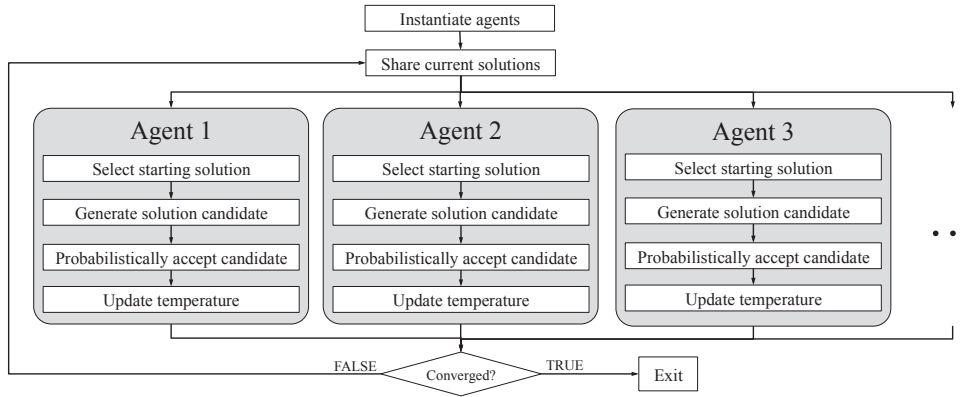 Instantiate agents
Share current solutions
Agent 1
Select starting solution
Generate solution candidate
Probabilistically accept candidate
Update temperature
Agent 2
Select starting solution
Generate solution candidate
Probabilistically accept candidate
Update temperature
Agent 3
Select starting solution
Generate solution candidate
Probabilistically accept candidate
Update temperature
FALSE
Converged?
TRUE
Exit